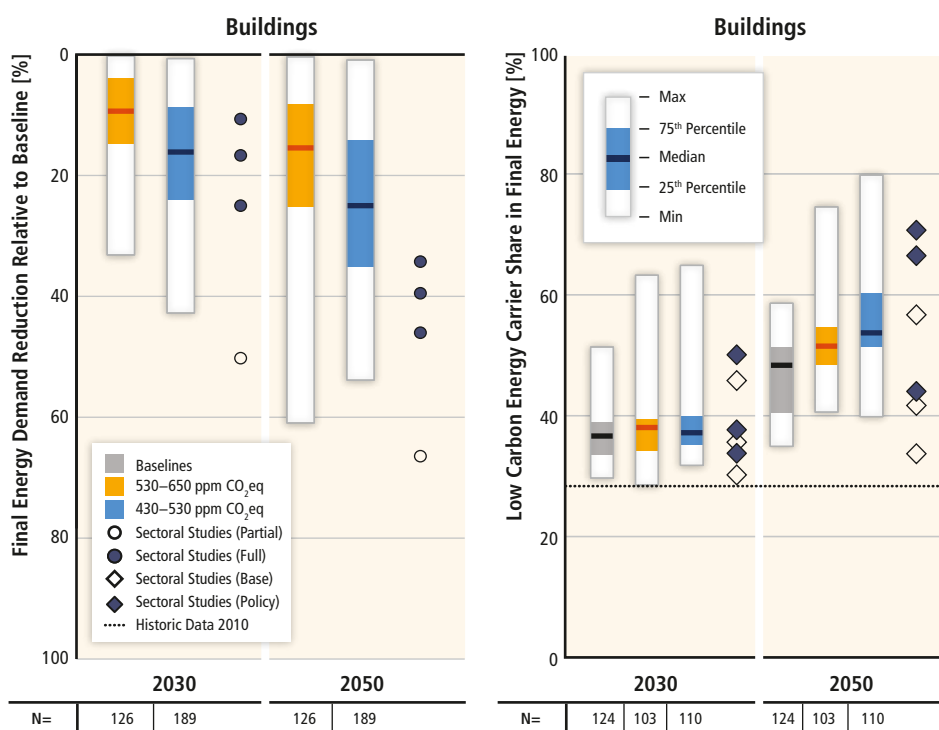 Buildings
Final Energy Demand Reduction Relative to Baseline [%]
0
20
40
60
80
100
Baselines
530–650 ppm CO₂eq
430–530 ppm CO₂eq
Sectoral Studies (Partial)
Sectoral Studies (Full)
Sectoral Studies (Base)
Sectoral Studies (Policy)
Historic Data 2010
2030 2050
N= 126 189 126 189
Buildings
Low Carbon Energy Carrier Share in Final Energy [%]
100
80
60
40
20
0
Max
75th Percentile
Median
25th Percentile
Min
2030 2050
N= 124 103 110 124 103 110